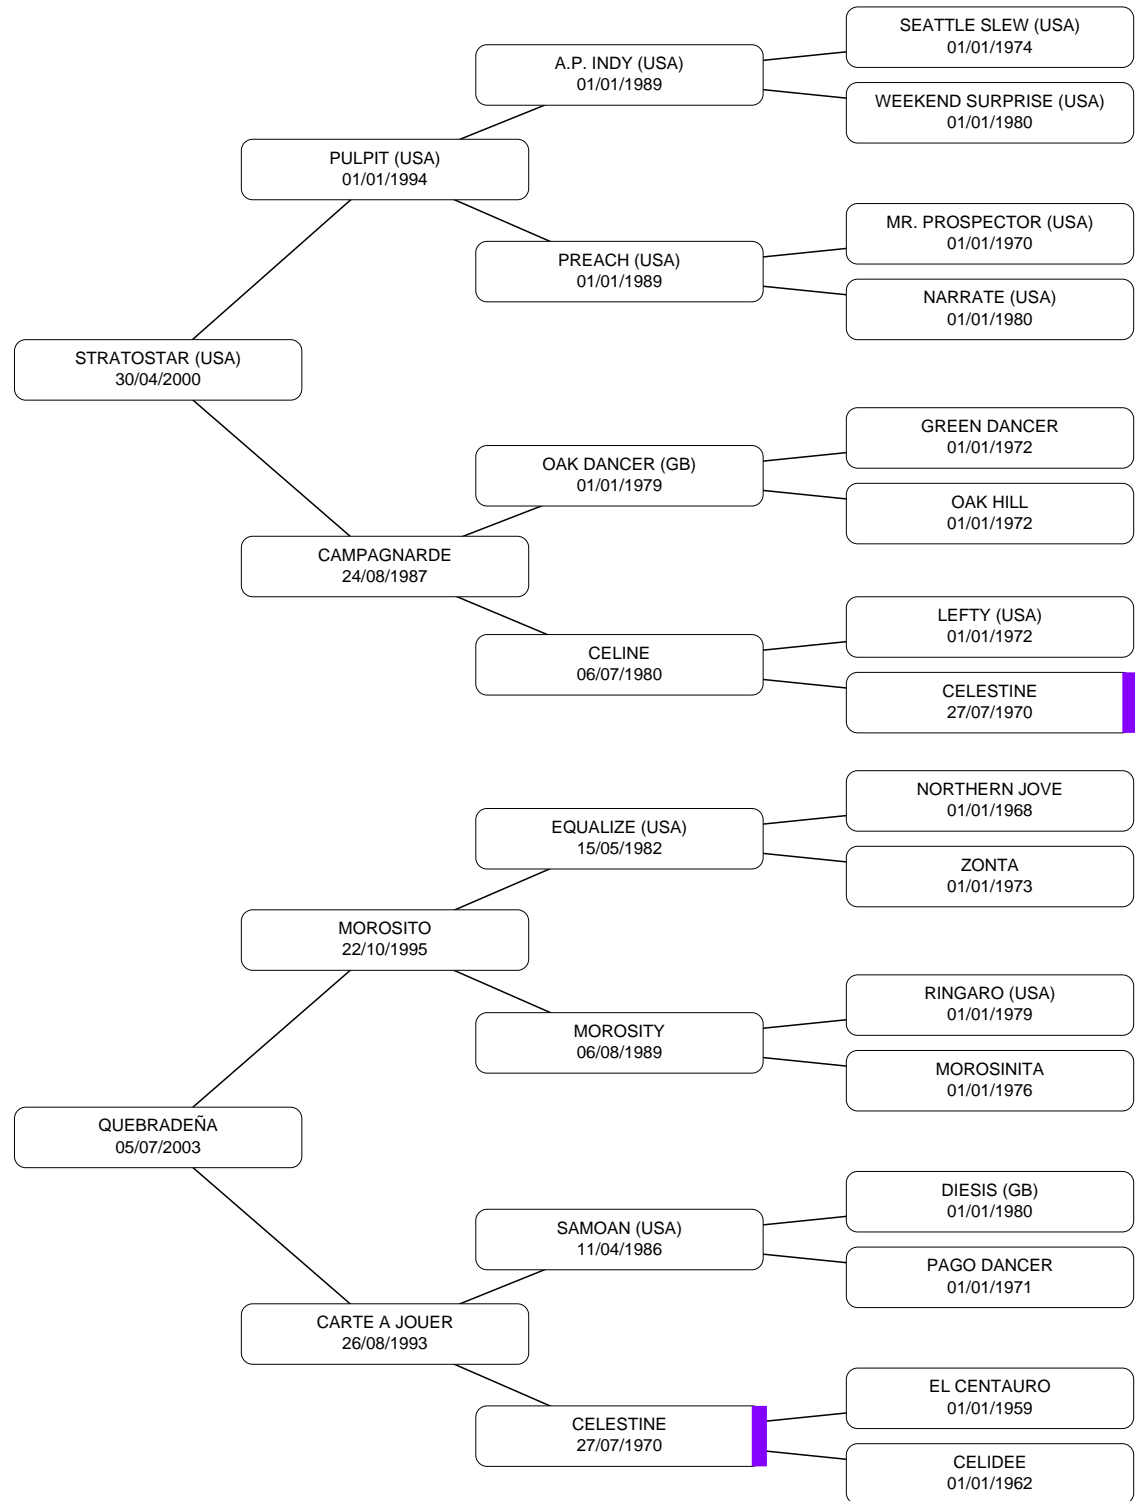 SEATTLE SLEW (USA)
01/01/1974
A.P. INDY (USA)
01/01/1989
WEEKEND SURPRISE (USA)
01/01/1980
PULPIT (USA)
01/01/1994
MR. PROSPECTOR (USA)
01/01/1970
PREACH (USA)
01/01/1989
NARRATE (USA)
01/01/1980
STRATOSTAR (USA)
30/04/2000
GREEN DANCER
01/01/1972
OAK DANCER (GB)
01/01/1979
OAK HILL
01/01/1972
CAMPAGNARDE
24/08/1987
LEFTY (USA)
01/01/1972
CELINE
06/07/1980
CELESTINE
27/07/1970
NORTHERN JOVE
01/01/1968
EQUALIZE (USA)
15/05/1982
ZONTA
01/01/1973
MOROSITO
22/10/1995
RINGARO (USA)
01/01/1979
MOROSITY
06/08/1989
MOROSINITA
01/01/1976
QUEBRADEÑA
05/07/2003
DIESIS (GB)
01/01/1980
SAMOAN (USA)
11/04/1986
PAGO DANCER
01/01/1971
CARTE A JOUER
26/08/1993
EL CENTAURO
01/01/1959
CELESTINE
27/07/1970
CELIDEE
01/01/1962